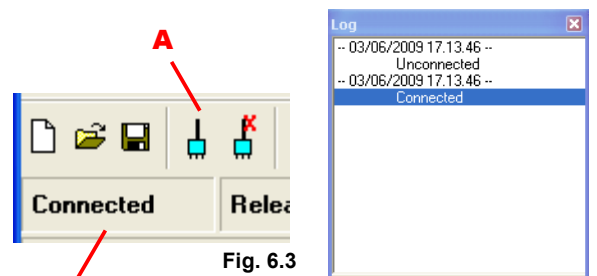 A
Connected
Relea
Fig. 6.3
Log
-- 03/06/2009 17.13.46 --
Unconnected
-- 03/06/2009 17.13.46 --
Connected